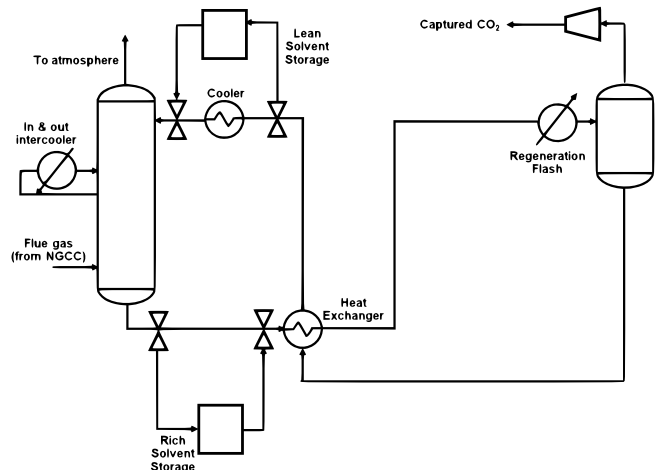 Captured CO₂
Lean
Solvent
Storage
To atmosphere
Cooler
In & out
intercooler
Regeneration
Flash
Flue gas
(from NGCC)
Heat
Exchanger
Rich
Solvent
Storage